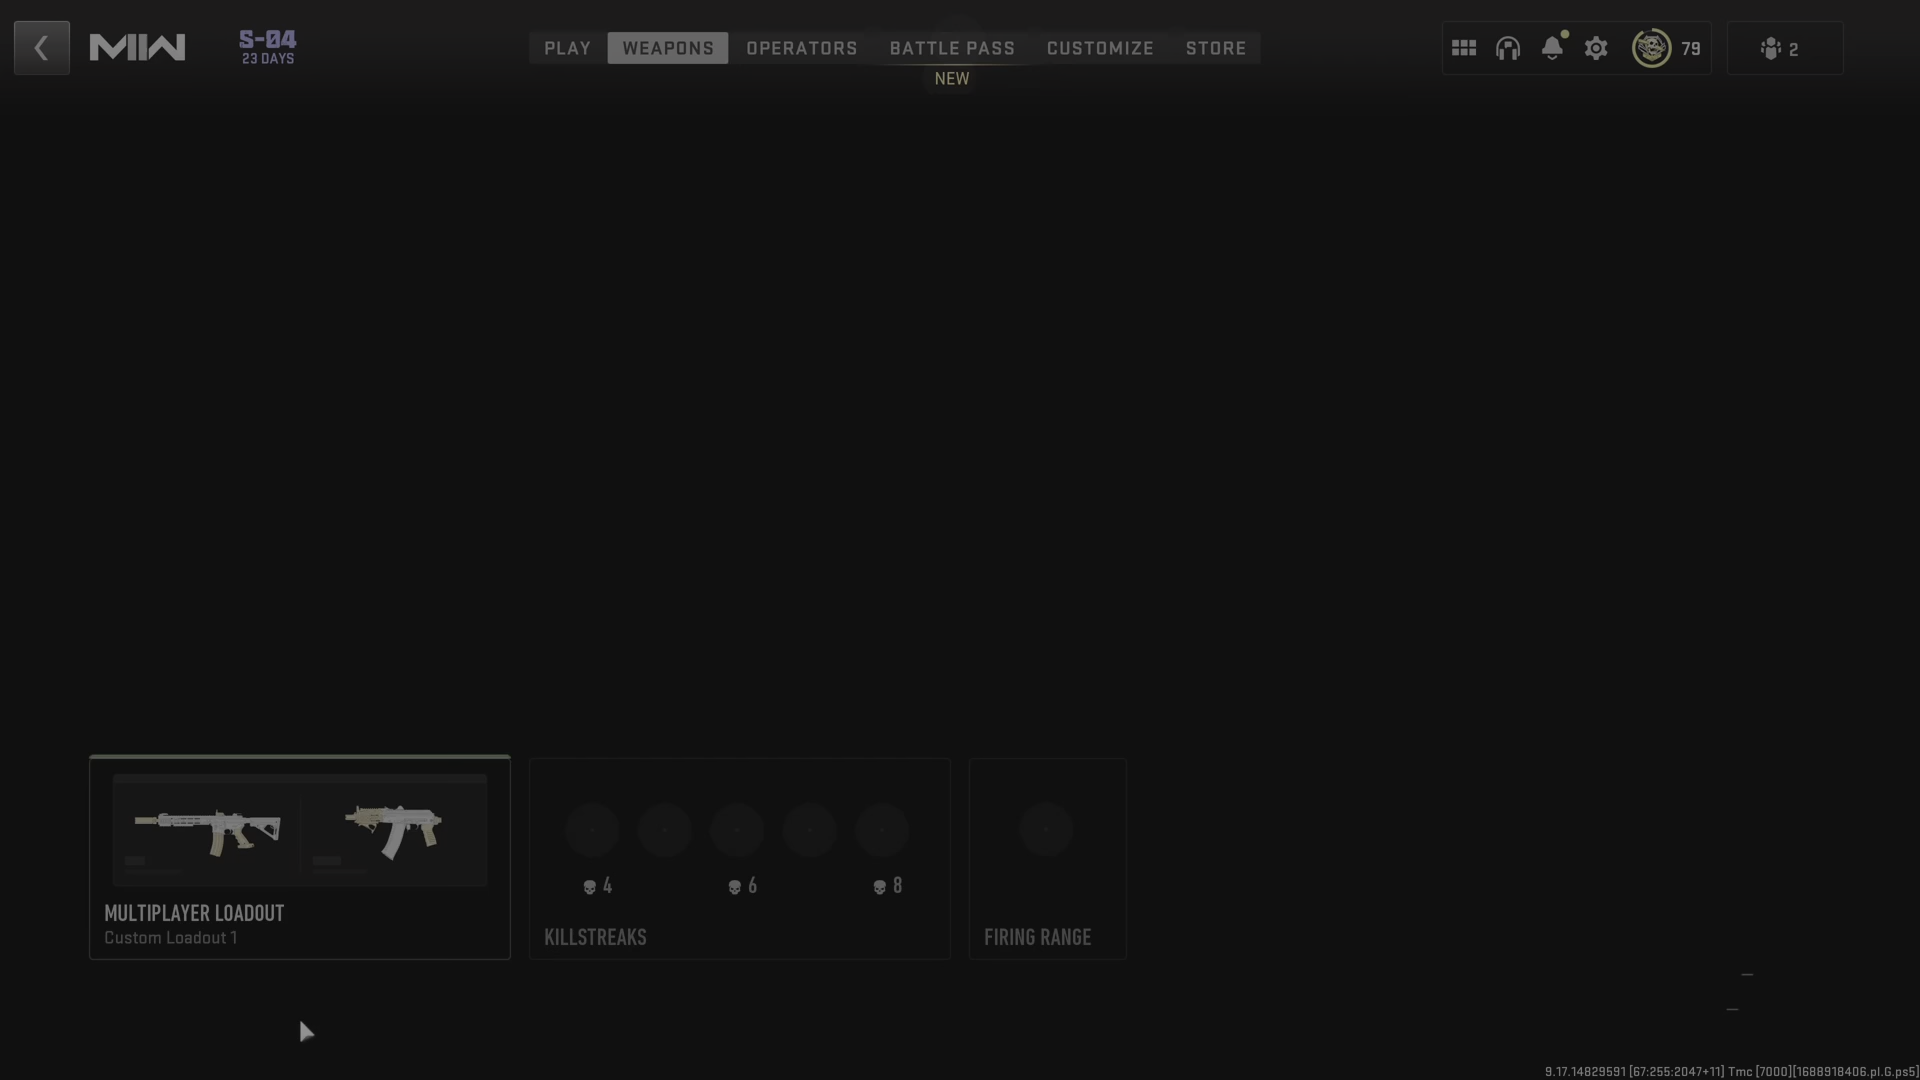 MW
S-04
23 DAYS
PLAY
WEAPONS
OPERATORS
BATTLE PASS
NEW
CUSTOMIZE
STORE
79
2
MULTIPLAYER LOADOUT
Custom Loadout 1
4
6
8
KILLSTREAKS
FIRING RANGE
9.17.14829591 [67:255:2047+11] Tmc [7000][1688918406.pl.G.ps5]